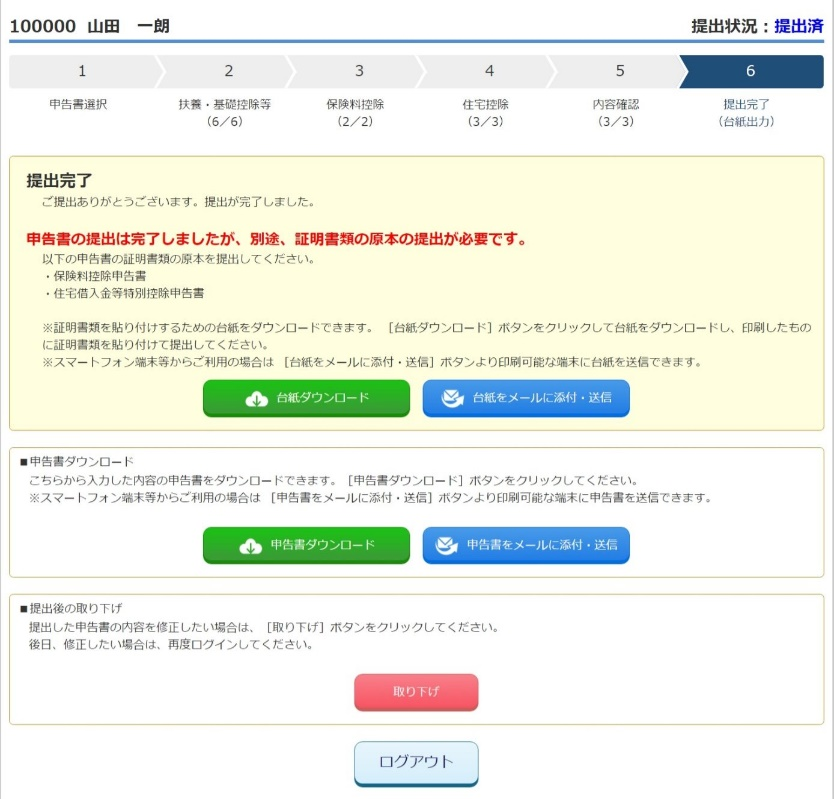 100000 山田　一朗
提出状況：提出済
1 2 3 4 5 6
申告書選択 扶養・基礎控除等 保険料控除 住宅控除 内容確認 提出完了
（6／6） （2／2） （3／3） （3／3） （台紙出力）
提出完了
ご提出ありがとうございます。提出が完了しました。
申告書の提出は完了しましたが、別途、証明書類の原本の提出が必要です。
以下の申告書の証明書類の原本を提出してください。
・保険料控除申告書
・住宅借入金等特別控除申告書
※証明書類を貼り付けするための台紙をダウンロードできます。［台紙ダウンロード］ボタンをクリックして台紙をダウンロードし、印刷したもの
に証明書類を貼り付けて提出してください。
※スマートフォン端末等からご利用の場合は ［台紙をメールに添付・送信］ボタンより印刷可能な端末に台紙を送信できます。
台紙ダウンロード 台紙をメールに添付・送信
■申告書ダウンロード
こちらから入力した内容の申告書をダウンロードできます。［申告書ダウンロード］ボタンをクリックしてください。
※スマートフォン端末等からご利用の場合は ［申告書をメールに添付・送信］ボタンより印刷可能な端末に申告書を送信できます。
申告書ダウンロード 申告書をメールに添付・送信
■提出後の取り下げ
提出した申告書の内容を修正したい場合は、［取り下げ］ボタンをクリックしてください。
後日、修正したい場合は、再度ログインしてください。
取り下げ
ログアウト